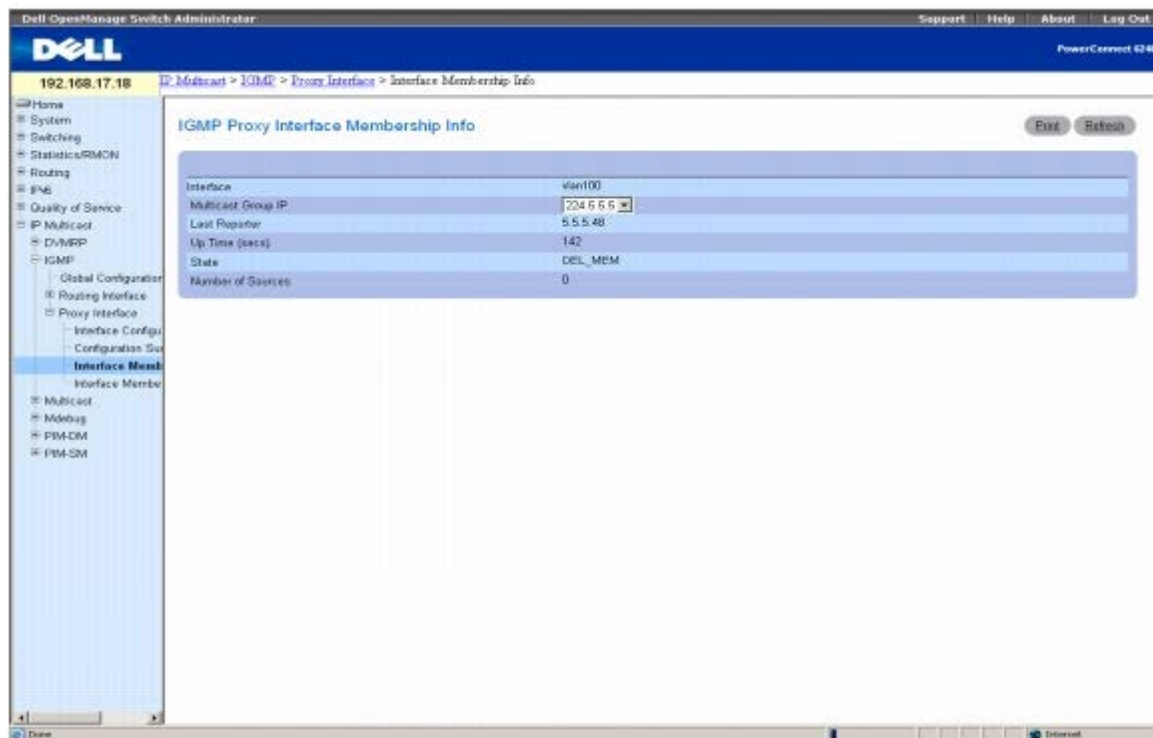 Dell OpenManage Switch Administrator
Support Help About Log Out
DELL
PowerConnect 624
192.168.17.18
IP Multicast > IGMP > Proxy Interface > Interface Membership Info
Home
System
Switching
Statistics/RMON
Routing
IPv6
Quality of Service
IP Multicast
DVMRP
IGMP
Global Configuration
Routing Interface
Proxy Interface
Interface Configu
Configuration Su
Interface Memb
Interface Membe
Multicast
Mdebug
PIM-DM
PIM-SM
IGMP Proxy Interface Membership Info
Print Refresh
Interface vlan100
Multicast Group IP 224.5.5.5
Last Reporter 5.5.5.48
Up Time (secs) 142
State DEL_MEM
Number of Sources 0
Done
Internet